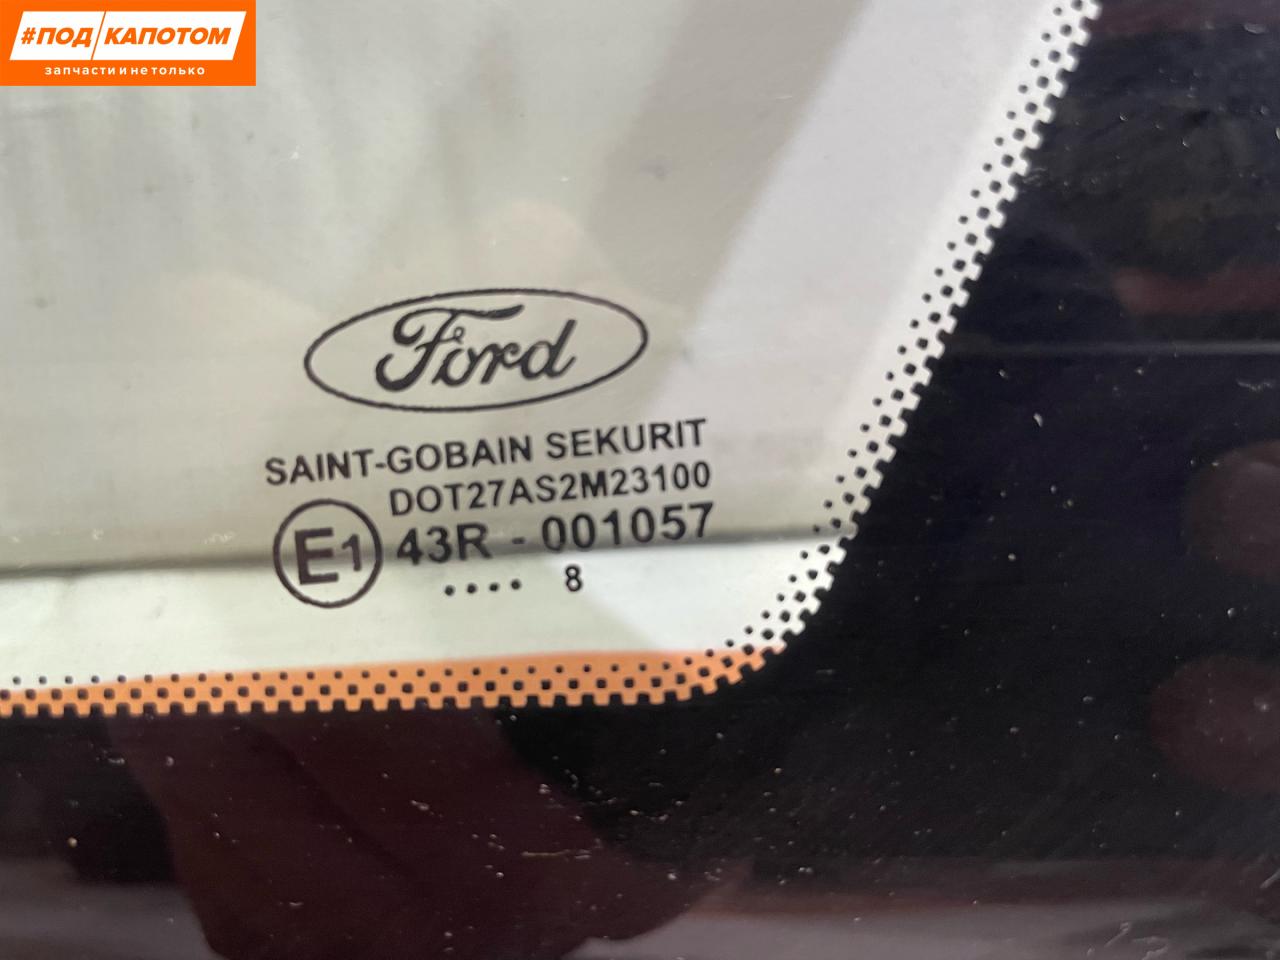 #ПОД КАПОТОМ
запчасти и не только
Ford
SAINT-GOBAIN SEKURIT
DOT27AS2M23100
E1 43R - 001057
.... 8